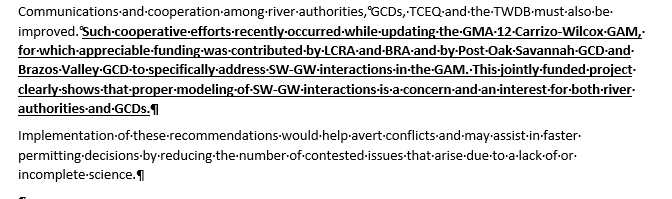 Communications and cooperation among river authorities, GCDs, TCEQ and the TWDB must also be
improved. Such cooperative efforts recently occurred while updating the GMA 12 Carrizo-Wilcox GAM,
for which appreciable funding was contributed by LCRA and BRA and by Post Oak Savannah GCD and
Brazos Valley GCD to specifically address SW-GW interactions in the GAM. This jointly funded project
clearly shows that proper modeling of SW-GW interactions is a concern and an interest for both river
authorities and GCDs.¶
Implementation of these recommendations would help avert conflicts and may assist in faster
permitting decisions by reducing the number of contested issues that arise due to a lack of or
incomplete science.¶